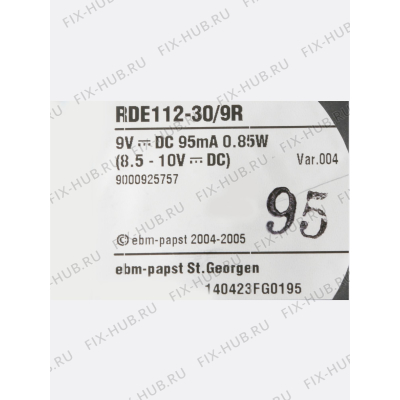 RDE112-30/9R
9V ⎓ DC 95mA 0.85W
(8.5 - 10V ⎓ DC) Var.004
9000925757
95
© ebm-papst 2004-2005
ebm-papst St.Georgen
140423FG0195
FIX-HUB.RU